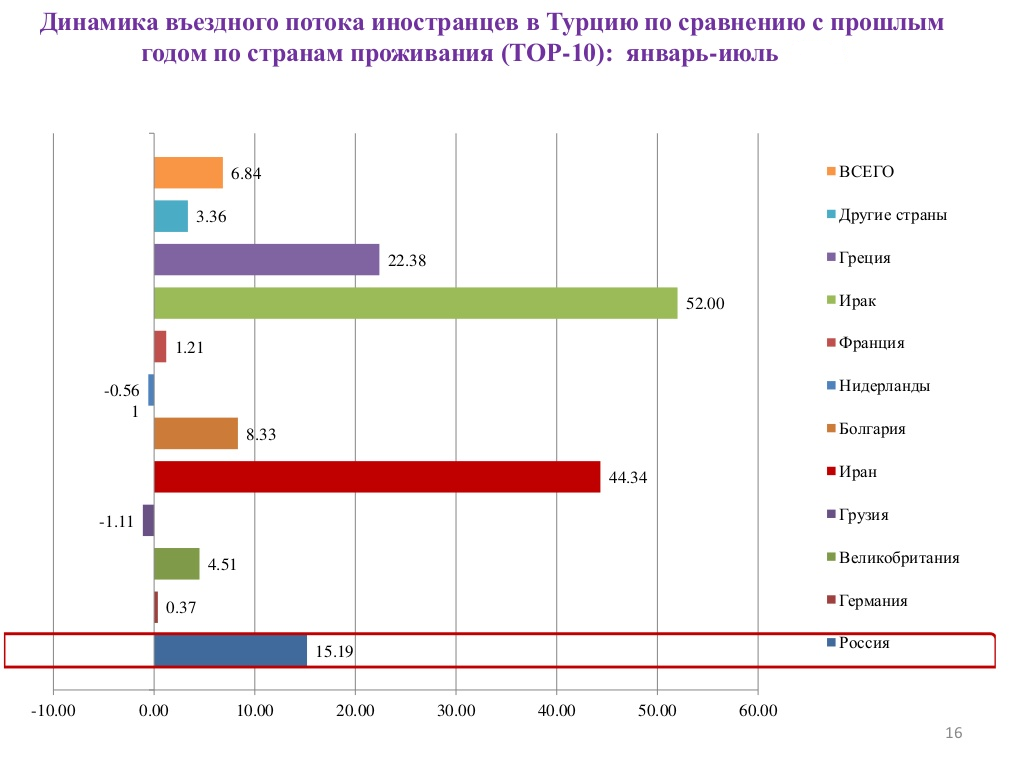 Динамика въездного потока иностранцев в Турцию по сравнению с прошлым
годом по странам проживания (TOP-10): январь-июль
6.84
3.36
22.38
52.00
1.21
-0.56
1
8.33
44.34
-1.11
4.51
0.37
15.19
-10.00 0.00 10.00 20.00 30.00 40.00 50.00 60.00
ВСЕГО
Другие страны
Греция
Ирак
Франция
Нидерланды
Болгария
Иран
Грузия
Великобритания
Германия
Россия
16